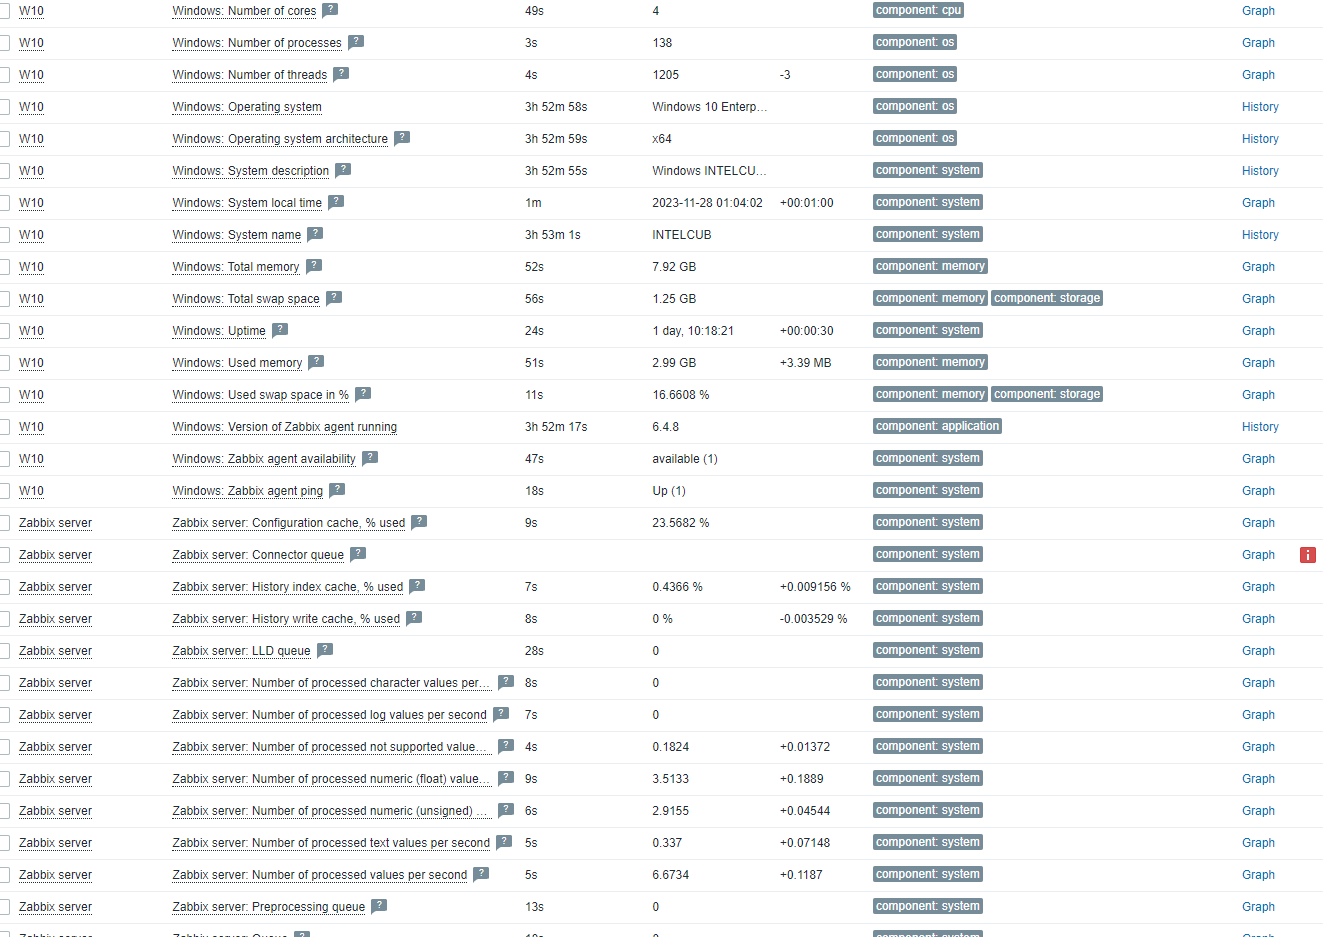 W10 Windows: Number of cores ? 49s 4 component: cpu Graph
W10 Windows: Number of processes ? 3s 138 component: os Graph
W10 Windows: Number of threads ? 4s 1205 -3 component: os Graph
W10 Windows: Operating system 3h 52m 58s Windows 10 Enterp... component: os History
W10 Windows: Operating system architecture ? 3h 52m 59s x64 component: os History
W10 Windows: System description ? 3h 52m 55s Windows INTELCU... component: system History
W10 Windows: System local time ? 1m 2023-11-28 01:04:02 +00:01:00 component: system Graph
W10 Windows: System name ? 3h 53m 1s INTELCUB component: system History
W10 Windows: Total memory ? 52s 7.92 GB component: memory Graph
W10 Windows: Total swap space ? 56s 1.25 GB component: memory component: storage Graph
W10 Windows: Uptime ? 24s 1 day, 10:18:21 +00:00:30 component: system Graph
W10 Windows: Used memory ? 51s 2.99 GB +3.39 MB component: memory Graph
W10 Windows: Used swap space in % ? 11s 16.6608 % component: memory component: storage Graph
W10 Windows: Version of Zabbix agent running 3h 52m 17s 6.4.8 component: application History
W10 Windows: Zabbix agent availability ? 47s available (1) component: system Graph
W10 Windows: Zabbix agent ping ? 18s Up (1) component: system Graph
Zabbix server Zabbix server: Configuration cache, % used ? 9s 23.5682 % component: system Graph
Zabbix server Zabbix server: Connector queue ? component: system Graph i
Zabbix server Zabbix server: History index cache, % used ? 7s 0.4366 % +0.009156 % component: system Graph
Zabbix server Zabbix server: History write cache, % used ? 8s 0 % -0.003529 % component: system Graph
Zabbix server Zabbix server: LLD queue ? 28s 0 component: system Graph
Zabbix server Zabbix server: Number of processed character values per... ? 8s 0 component: system Graph
Zabbix server Zabbix server: Number of processed log values per second ? 7s 0 component: system Graph
Zabbix server Zabbix server: Number of processed not supported value... ? 4s 0.1824 +0.01372 component: system Graph
Zabbix server Zabbix server: Number of processed numeric (float) value... ? 9s 3.5133 +0.1889 component: system Graph
Zabbix server Zabbix server: Number of processed numeric (unsigned) ... ? 6s 2.9155 +0.04544 component: system Graph
Zabbix server Zabbix server: Number of processed text values per second ? 5s 0.337 +0.07148 component: system Graph
Zabbix server Zabbix server: Number of processed values per second ? 5s 6.6734 +0.1187 component: system Graph
Zabbix server Zabbix server: Preprocessing queue ? 13s 0 component: system Graph
Zabbix server Zabbix server: Queue ? 0 component: system Graph